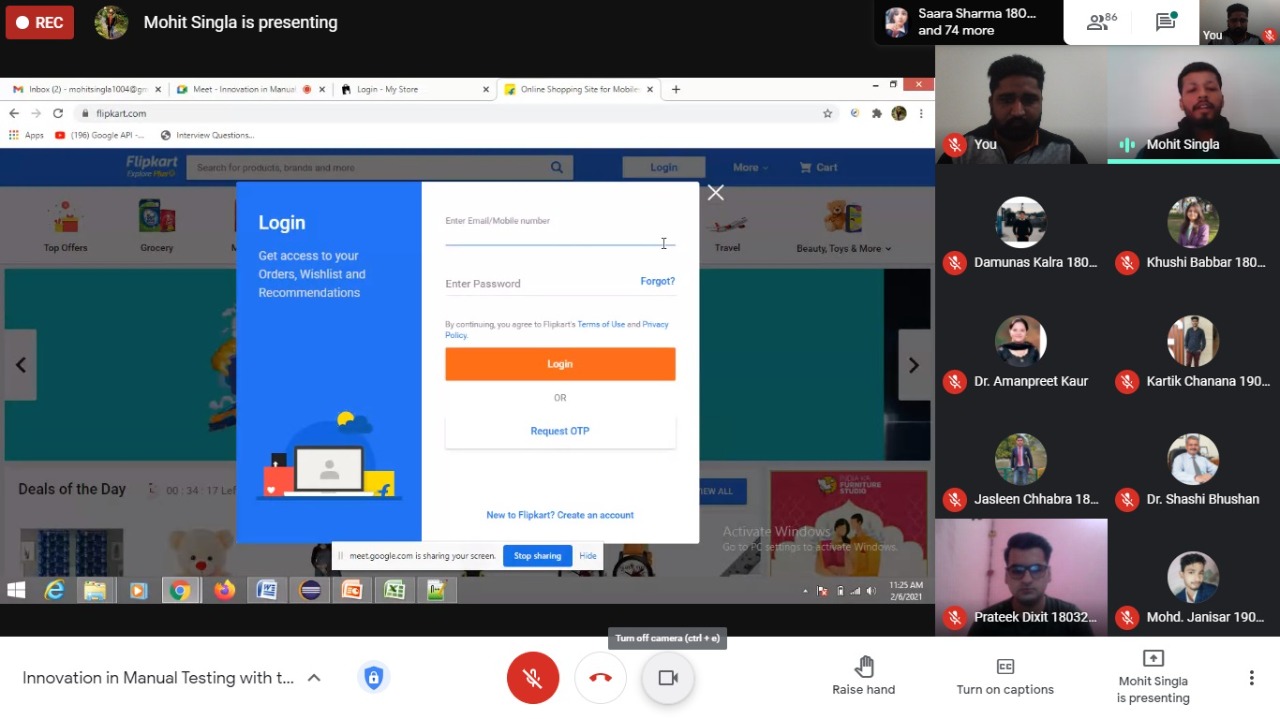 REC
Mohit Singla is presenting
Saara Sharma 180...
and 74 more
86
You
Inbox (2) - mohitsingla1004@gm
Meet - Innovation in Manual
Login - My Store
Online Shopping Site for Mobile
flipkart.com
Apps
(196) Google API -...
Interview Questions...
Flipkart
Explore Plus
Search for products, brands and more
Login
More
Cart
Top Offers
Grocery
M
Travel
Beauty, Toys & More
Login
Get access to your
Orders, Wishlist and
Recommendations
Enter Email/Mobile number
Enter Password
Forgot?
By continuing, you agree to Flipkart's Terms of Use and Privacy
Policy.
Login
OR
Request OTP
New to Flipkart? Create an account
Deals of the Day
00 : 34 : 17 Lef
VIEW ALL
FURNITURE
STUDIO
Activate Windows
Go to PC settings to activate Windows.
meet.google.com is sharing your screen.
Stop sharing
Hide
11:25 AM
2/6/2021
You
Mohit Singla
Damunas Kalra 180...
Khushi Babbar 180...
Dr. Amanpreet Kaur
Kartik Chanana 190...
Jasleen Chhabra 18...
Dr. Shashi Bhushan
Prateek Dixit 18032...
Mohd. Janisar 190...
Turn off camera (ctrl + e)
Innovation in Manual Testing with t...
Raise hand
Turn on captions
Mohit Singla
is presenting